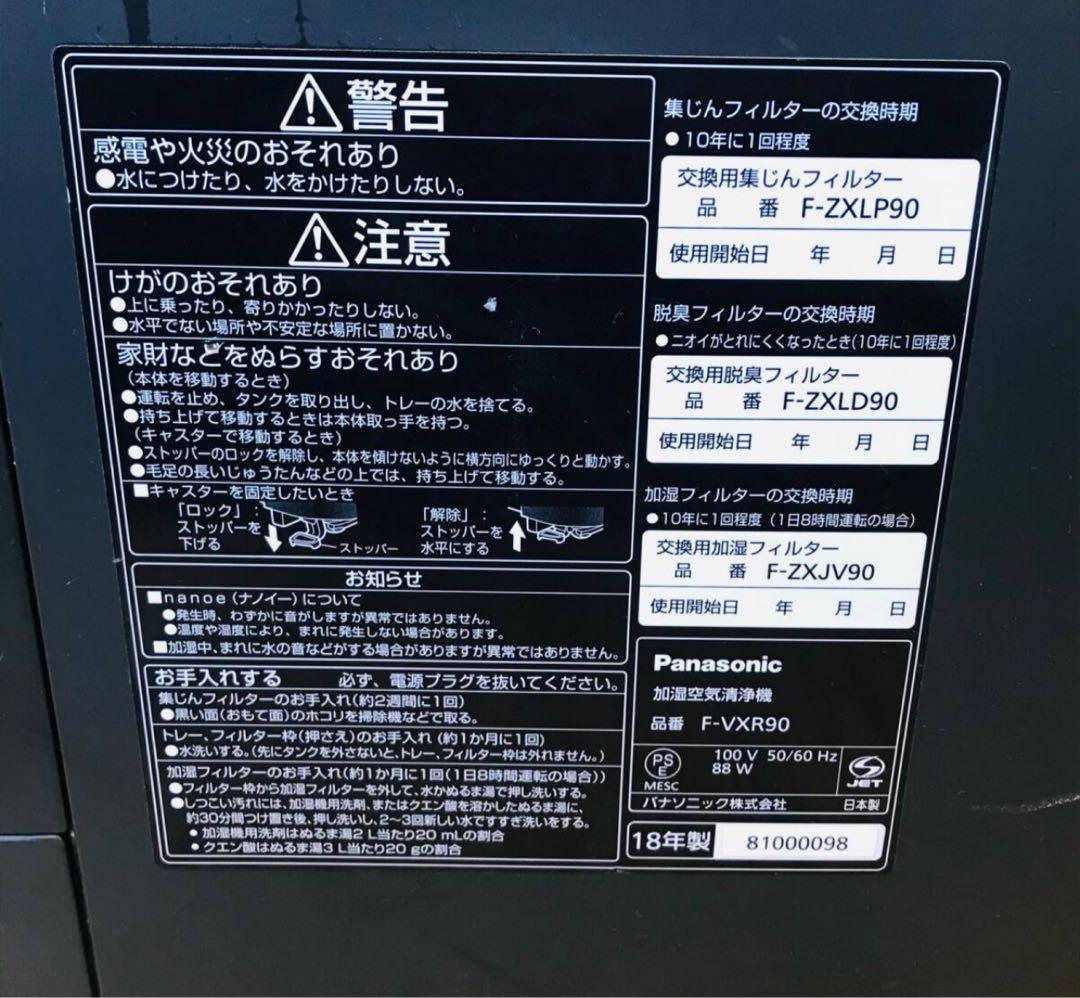 警告
感電や火災のおそれあり
●水につけたり、水をかけたりしない。
注意
けがのおそれあり
●上に乗ったり、寄りかかったりしない。
●水平でない場所や不安定な場所に置かない。
家財などをぬらすおそれあり
(本体を移動するとき)
●運転を止め、タンクを取り出し、トレーの水を捨てる。
●持ち上げて移動するときは本体取っ手を持つ。
(キャスターで移動するとき)
●ストッパーのロックを解除し、本体を傾けないように横方向にゆっくりと動かす。
●毛足の長いじゅうたんなどの上では、持ち上げて移動する。
■キャスターを固定したいとき
「ロック」:
ストッパーを
下げる
ストッパー
「解除」:
ストッパーを
水平にする
お知らせ
■nanoe(ナノイー)について
●発生時、わずかに音がしますが異常ではありません。
●温度や湿度により、まれに発生しない場合があります。
■加湿中、まれに水の音などがする場合がありますが異常ではありません。
お手入れする 必ず、電源プラグを抜いてください。
集じんフィルターのお手入れ(約2週間に1回)
●黒い面(おもて面)のホコリを掃除機などで取る。
トレー、フィルター枠(押さえ)のお手入れ(約1か月に1回)
●水洗いする。(先にタンクを外さないと、トレー、フィルター枠は外れません。)
加湿フィルターのお手入れ(約1か月に1回(1日8時間運転の場合))
●フィルター枠から加湿フィルターを外して、水かぬるま湯で押し洗いする。
●しつこい汚れには、加湿機用洗剤、またはクエン酸を溶かしたぬるま湯に、
約30分間つけ置き後、押し洗いし、2~3回新しい水ですすぎ洗いをする。
• 加湿機用洗剤はぬるま湯2 L当たり20 mLの割合
• クエン酸はぬるま湯3 L当たり20 gの割合
集じんフィルターの交換時期
●10年に1回程度
交換用集じんフィルター
品 番 F-ZXLP90
使用開始日 年 月 日
脱臭フィルターの交換時期
●ニオイがとれにくくなったとき(10年に1回程度)
交換用脱臭フィルター
品 番 F-ZXLD90
使用開始日 年 月 日
加湿フィルターの交換時期
●10年に1回程度(1日8時間運転の場合)
交換用加湿フィルター
品 番 F-ZXJV90
使用開始日 年 月 日
Panasonic
加湿空気清浄機
品番 F-VXR90
PS
E
MESC
100 V 50/60 Hz
88 W
JET
パナソニック株式会社 日本製
18年製 81000098